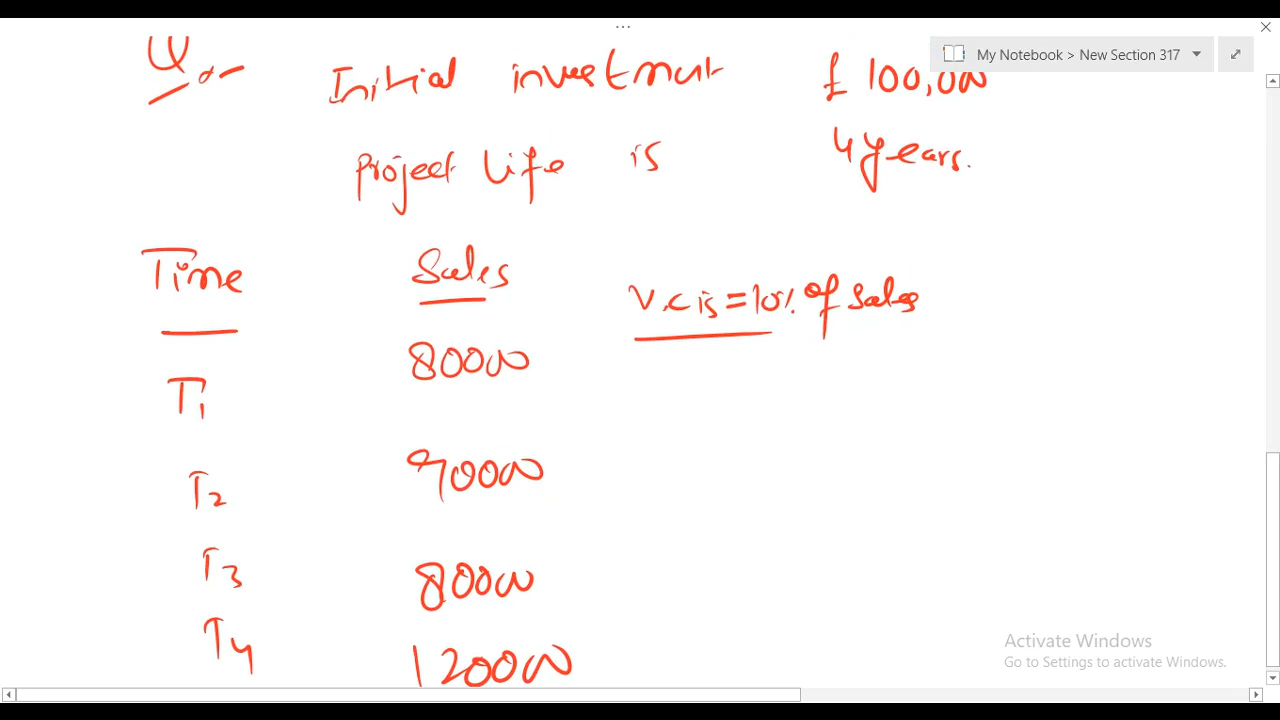 ...
My Notebook > New Section 317
Q
Initial investment £ 100,000
Project Life is 4 years.
Time Sales V.C is = 10% of sales
T1 80000
T2 90000
T3 80000
T4 120000
Activate Windows
Go to Settings to activate Windows.